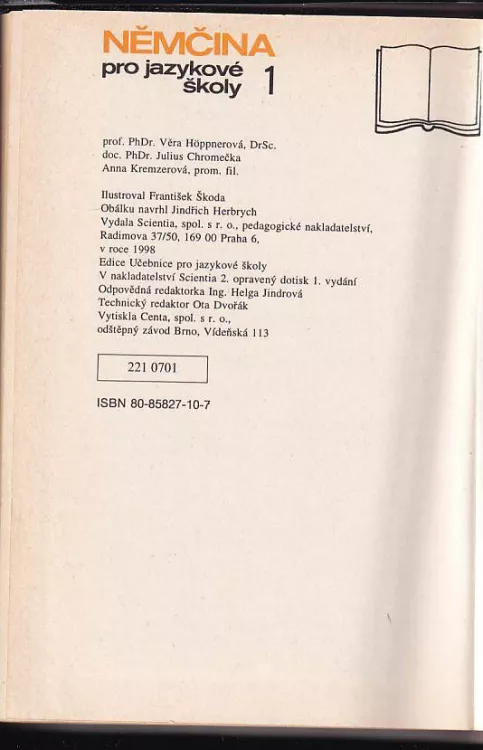 NĚMČINA
pro jazykové
školy 1
prof. PhDr. Věra Höppnerová, DrSc.
doc. PhDr. Julius Chromečka
Anna Kremzerová, prom. fil.
Ilustroval František Škoda
Obálku navrhl Jindřich Herbrych
Vydala Scientia, spol. s r. o., pedagogické nakladatelství,
Radimova 37/50, 169 00 Praha 6,
v roce 1998
Edice Učebnice pro jazykové školy
V nakladatelství Scientia 2. opravený dotisk 1. vydání
Odpovědná redaktorka Ing. Helga Jindrová
Technický redaktor Ota Dvořák
Vytiskla Centa, spol. s r. o.,
odštěpný závod Brno, Vídeňská 113
221 0701
ISBN 80-85827-10-7